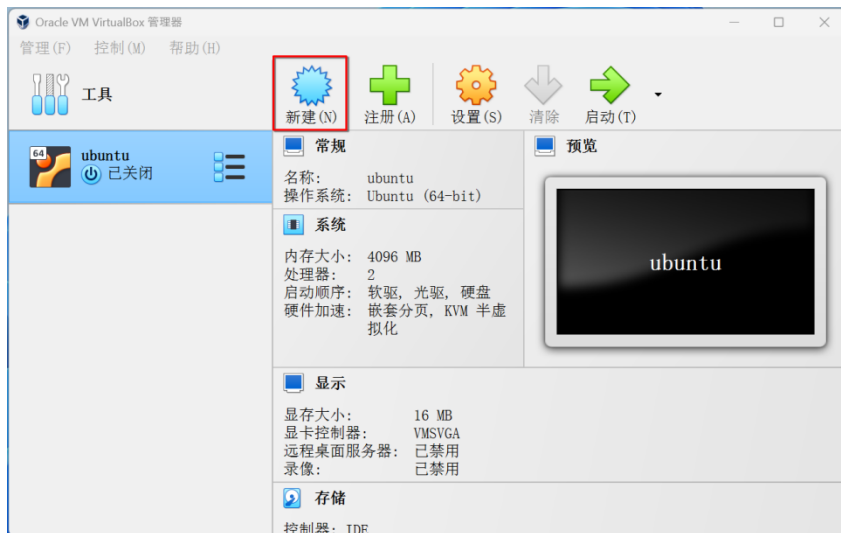 Oracle VM VirtualBox 管理器
管理(F) 控制(M) 帮助(H)
工具
新建(N) 注册(A) 设置(S) 清除 启动(T)
64
ubuntu
已关闭
常规
名称: ubuntu
操作系统: Ubuntu (64-bit)
预览
ubuntu
系统
内存大小: 4096 MB
处理器: 2
启动顺序: 软驱, 光驱, 硬盘
硬件加速: 嵌套分页, KVM 半虚
拟化
显示
显存大小: 16 MB
显卡控制器: VMSVGA
远程桌面服务器: 已禁用
录像: 已禁用
存储
控制器: IDE